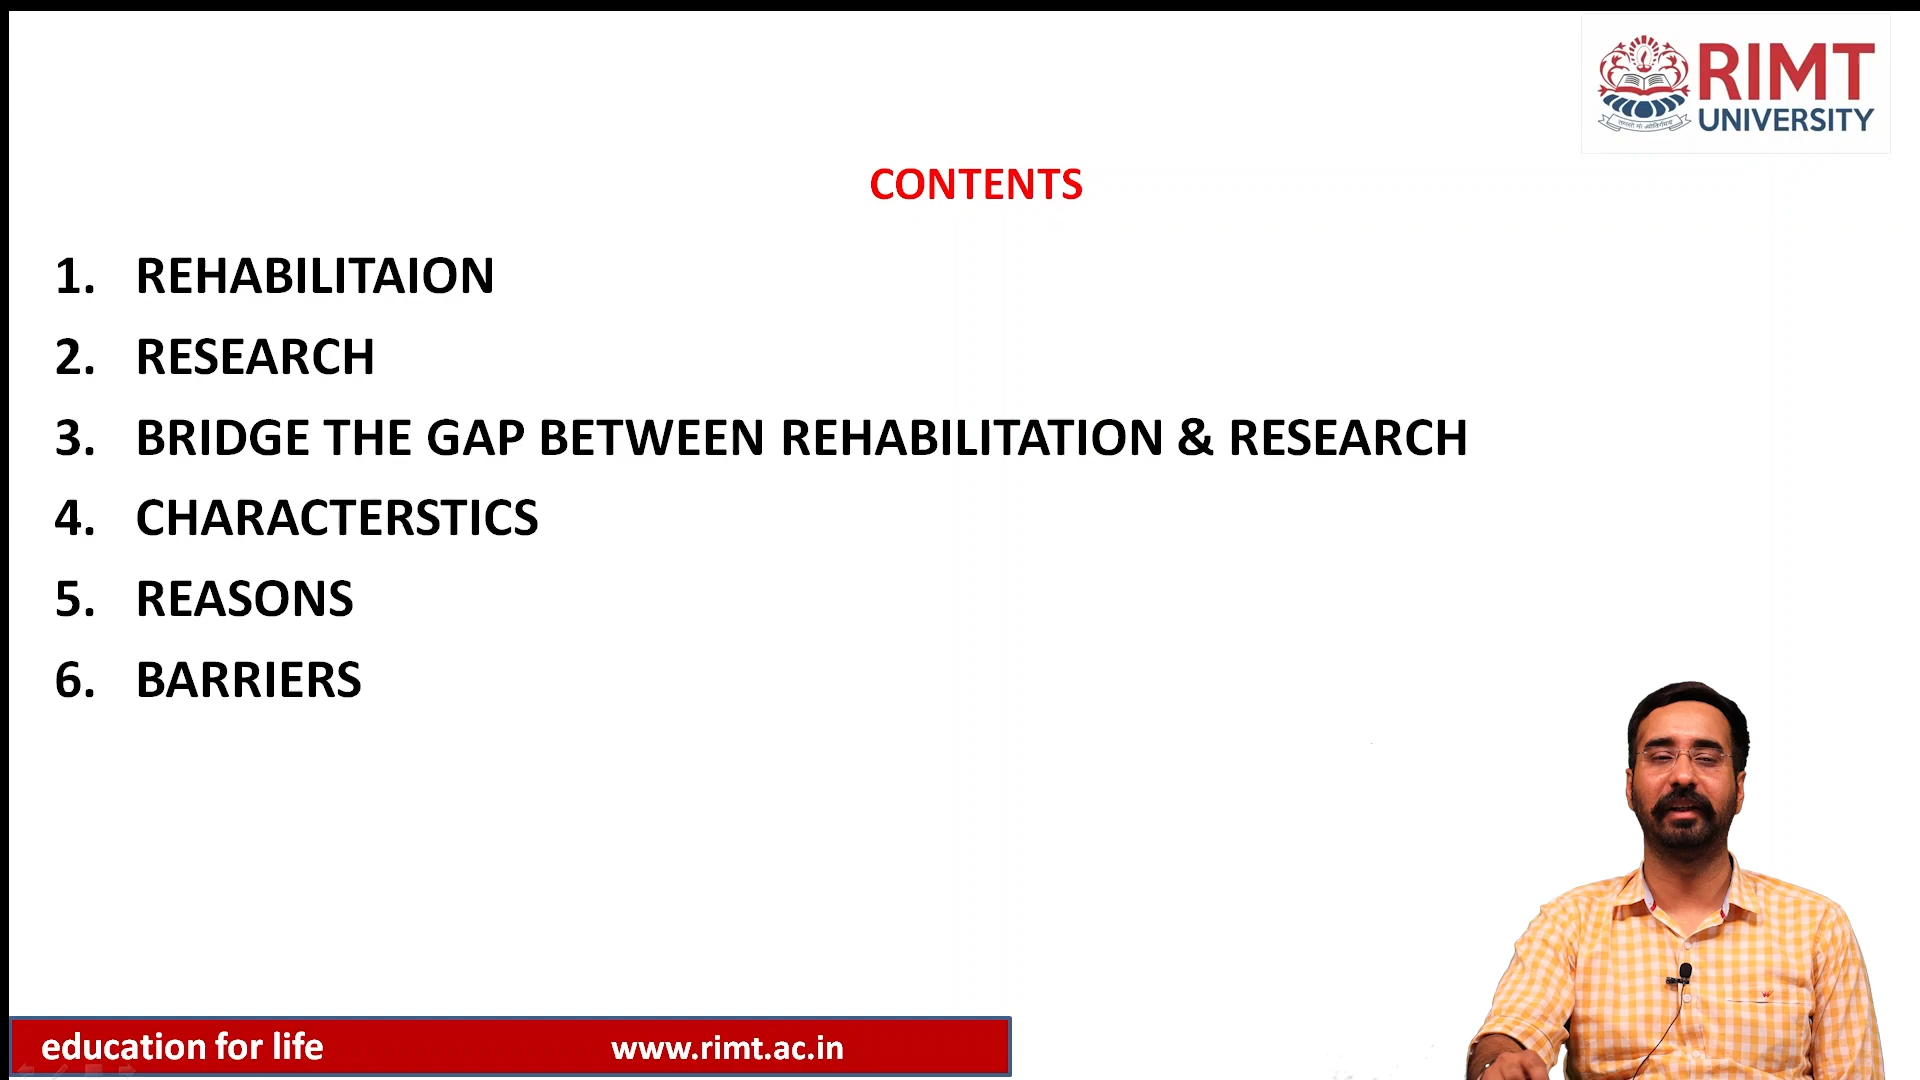 RIMT
UNIVERSITY
CONTENTS
1. REHABILITAION
2. RESEARCH
3. BRIDGE THE GAP BETWEEN REHABILITATION & RESEARCH
4. CHARACTERSTICS
5. REASONS
6. BARRIERS
education for life www.rimt.ac.in